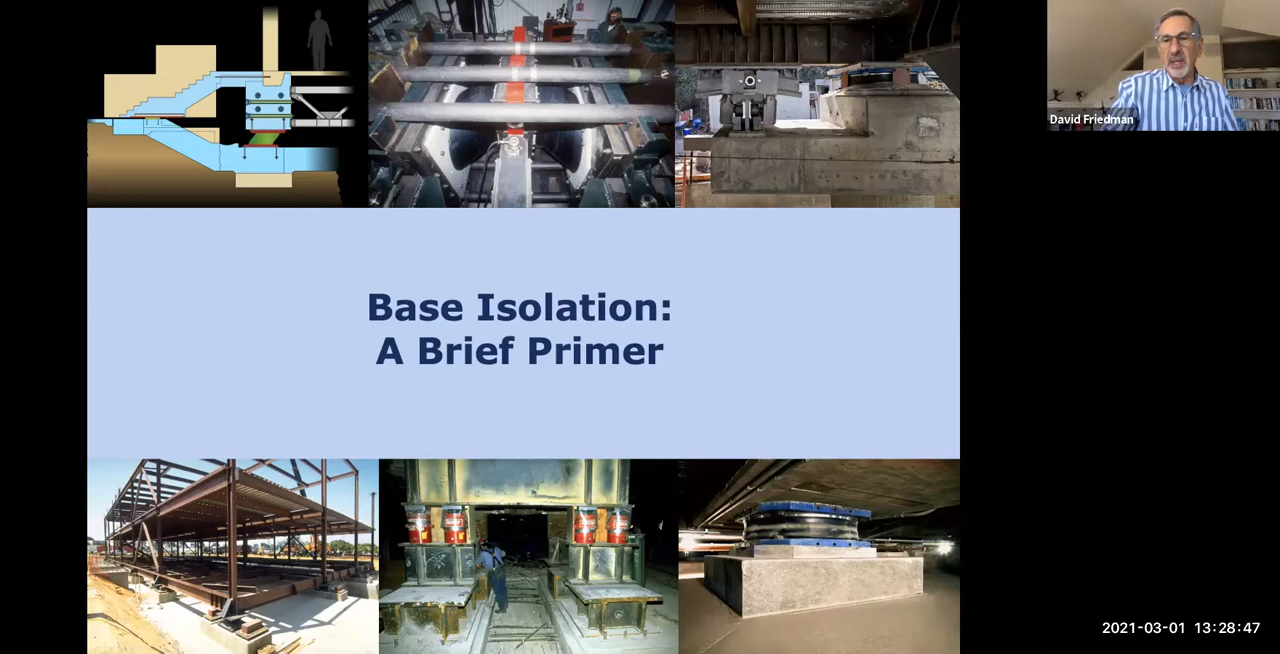 David Friedman
Base Isolation:
A Brief Primer
2021-03-01 13:28:47